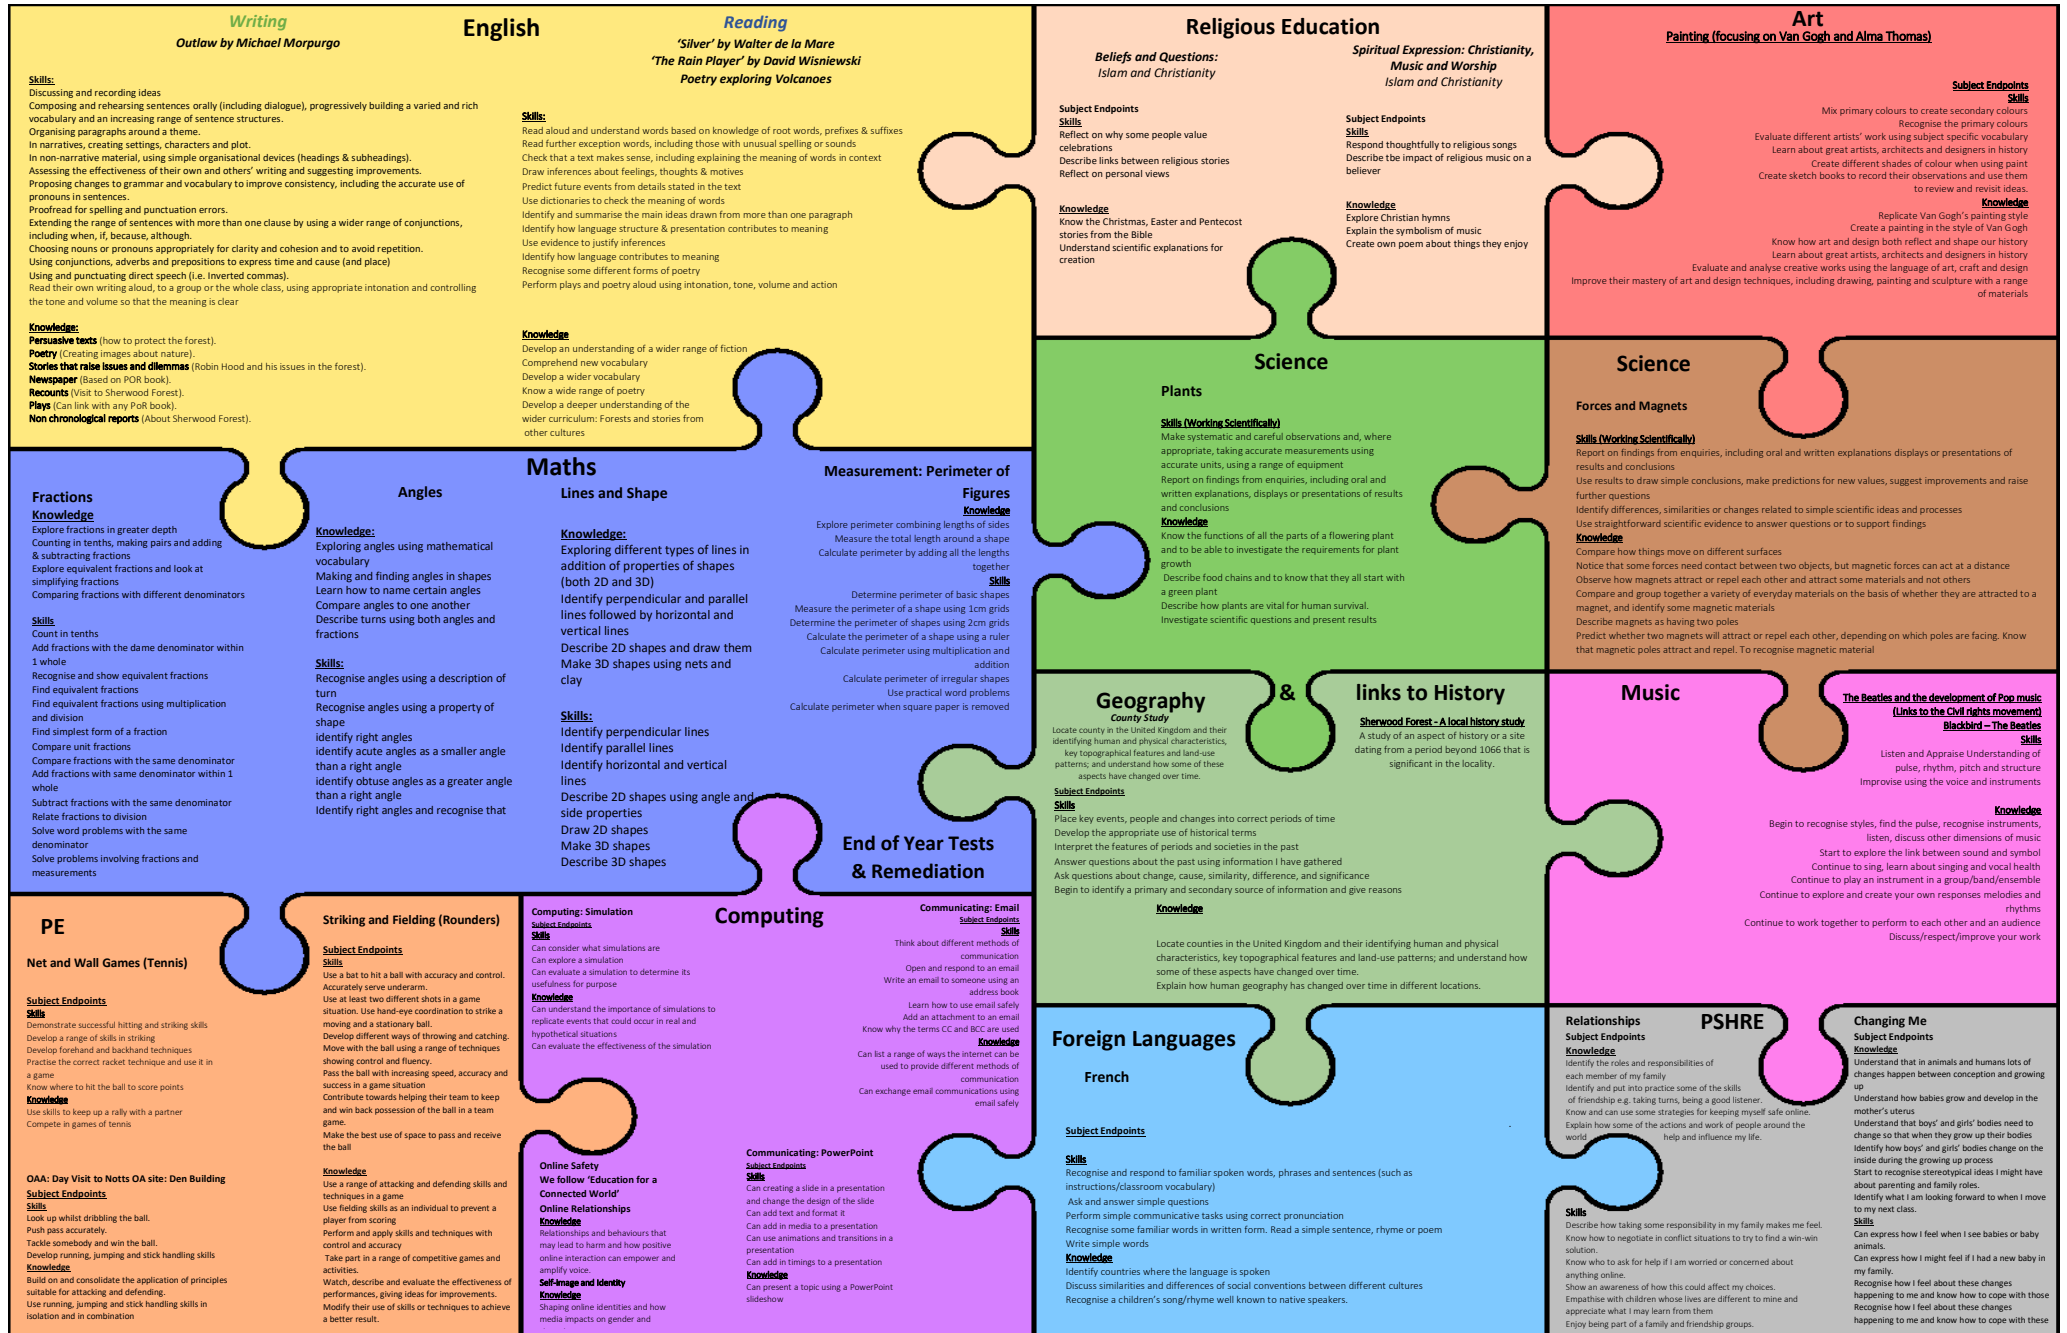 English
Writing
Outlaw by Michael Morpurgo
Skills:
Discussing and recording ideas
Composing and rehearsing sentences orally (including dialogue), progressively building a varied and rich
vocabulary and an increasing range of sentence structures.
Organising paragraphs around a theme.
In narratives, creating settings, characters and plot.
In non-narrative material, using simple organisational devices (headings & subheadings).
Assessing the effectiveness of their own and others' writing and suggesting improvements.
Proposing changes to grammar and vocabulary to improve consistency, including the accurate use of
pronouns in sentences.
Proofread for spelling and punctuation errors.
Extending the range of sentences with more than one clause by using a wider range of conjunctions,
including when, if, because, although.
Choosing nouns or pronouns appropriately for clarity and cohesion and to avoid repetition.
Using conjunctions, adverbs and prepositions to express time and cause (and place)
Using and punctuating direct speech (i.e. Inverted commas).
Read their own writing aloud, to a group or the whole class, using appropriate intonation and controlling
the tone and volume so that the meaning is clear
Knowledge:
Persuasive texts (how to protect the forest).
Poetry (Creating images about nature).
Stories that raise issues and dilemmas (Robin Hood and his issues in the forest).
Newspaper (Based on POR book).
Recounts (Visit to Sherwood Forest).
Plays (Can link with any PoR book).
Non chronological reports (About Sherwood Forest).
Reading
'Silver' by Walter de la Mare
'The Rain Player' by David Wisniewski
Poetry exploring Volcanoes
Skills:
Read aloud and understand words based on knowledge of root words, prefixes & suffixes
Read further exception words, including those with unusual spelling or sounds
Check that a text makes sense, including explaining the meaning of words in context
Draw inferences about feelings, thoughts & motives
Predict future events from details stated in the text
Use dictionaries to check the meaning of words
Identify and summarise the main ideas drawn from more than one paragraph
Identify how language structure & presentation contributes to meaning
Use evidence to justify inferences
Identify how language contributes to meaning
Recognise some different forms of poetry
Perform plays and poetry aloud using intonation, tone, volume and action
Knowledge
Develop an understanding of a wider range of fiction
Comprehend new vocabulary
Develop a wider vocabulary
Know a wide range of poetry
Develop a deeper understanding of the
wider curriculum: Forests and stories from
other cultures
Religious Education
Beliefs and Questions:
Islam and Christianity
Subject Endpoints
Skills
Reflect on why some people value
celebrations
Describe links between religious stories
Reflect on personal views
Knowledge
Know the Christmas, Easter and Pentecost
stories from the Bible
Understand scientific explanations for
creation
Spiritual Expression: Christianity,
Music and Worship
Islam and Christianity
Subject Endpoints
Skills
Respond thoughtfully to religious songs
Describe tbe impact of religious music on a
believer
Knowledge
Explore Christian hymns
Explain the symbolism of music
Create own poem about things they enjoy
Art
Painting (focusing on Van Gogh and Alma Thomas)
Subject Endpoints
Skills
Mix primary colours to create secondary colours
Recognise the primary colours
Evaluate different artists' work using subject specific vocabulary
Learn about great artists, architects and designers in history
Create different shades of colour when using paint
Create sketch books to record their observations and use them
to review and revisit ideas.
Knowledge
Replicate Van Gogh's painting style
Create a painting in the style of Van Gogh
Know how art and design both reflect and shape our history
Learn about great artists, architects and designers in history
Evaluate and analyse creative works using the language of art, craft and design
Improve their mastery of art and design techniques, including drawing, painting and sculpture with a range
of materials
Maths
Fractions
Knowledge
Explore fractions in greater depth
Counting in tenths, making pairs and adding
& subtracting fractions
Explore equivalent fractions and look at
simplifying fractions
Comparing fractions with different denominators
Skills
Count in tenths
Add fractions with the dame denominator within
1 whole
Recognise and show equivalent fractions
Find equivalent fractions
Find equivalent fractions using multiplication
and division
Find simplest form of a fraction
Compare unit fractions
Compare fractions with the same denominator
Add fractions with same denominator within 1
whole
Subtract fractions with the same denominator
Relate fractions to division
Solve word problems with the same
denominator
Solve problems involving fractions and
measurements
Angles
Knowledge:
Exploring angles using mathematical
vocabulary
Making and finding angles in shapes
Learn how to name certain angles
Compare angles to one another
Describe turns using both angles and
fractions
Skills:
Recognise angles using a description of
turn
Recognise angles using a property of
shape
identify right angles
identify acute angles as a smaller angle
than a right angle
identify obtuse angles as a greater angle
than a right angle
Identify right angles and recognise that
Lines and Shape
Knowledge:
Exploring different types of lines in
addition of properties of shapes
(both 2D and 3D)
Identify perpendicular and parallel
lines followed by horizontal and
vertical lines
Describe 2D shapes and draw them
Make 3D shapes using nets and
clay
Skills:
Identify perpendicular lines
Identify parallel lines
Identify horizontal and vertical
lines
Describe 2D shapes using angle and
side properties
Draw 2D shapes
Make 3D shapes
Describe 3D shapes
Measurement: Perimeter of
Figures
Knowledge
Explore perimeter combining lengths of sides
Measure the total length around a shape
Calculate perimeter by adding all the lengths
together
Skills
Determine perimeter of basic shapes
Measure the perimeter of a shape using 1cm grids
Determine the perimeter of shapes using 2cm grids
Calculate the perimeter of a shape using a ruler
Calculate perimeter using multiplication and
addition
Calculate perimeter of irregular shapes
Use practical word problems
Calculate perimeter when square paper is removed
End of Year Tests
& Remediation
Science
Plants
Skills (Working Scientifically)
Make systematic and careful observations and, where
appropriate, taking accurate measurements using
accurate units, using a range of equipment
Report on findings from enquiries, including oral and
written explanations, displays or presentations of results
and conclusions
Knowledge
Know the functions of all the parts of a flowering plant
and to be able to investigate the requirements for plant
growth
Describe food chains and to know that they all start with
a green plant
Describe how plants are vital for human survival.
Investigate scientific questions and present results
Science
Forces and Magnets
Skills (Working Scientifically)
Report on findings from enquiries, including oral and written explanations displays or presentations of
results and conclusions
Use results to draw simple conclusions, make predictions for new values, suggest improvements and raise
further questions
Identify differences, similarities or changes related to simple scientific ideas and processes
Use straightforward scientific evidence to answer questions or to support findings
Knowledge
Compare how things move on different surfaces
Notice that some forces need contact between two objects, but magnetic forces can act at a distance
Observe how magnets attract or repel each other and attract some materials and not others
Compare and group together a variety of everyday materials on the basis of whether they are attracted to a
magnet, and identify some magnetic materials
Describe magnets as having two poles
Predict whether two magnets will attract or repel each other, depending on which poles are facing. Know
that magnetic poles attract and repel. To recognise magnetic material
Geography & links to History
County Study
Locate county in the United Kingdom and their
identifying human and physical characteristics,
key topographical features and land-use
patterns; and understand how some of these
aspects have changed over time.
Sherwood Forest - A local history study
A study of an aspect of history or a site
dating from a period beyond 1066 that is
significant in the locality.
Subject Endpoints
Skills
Place key events, people and changes into correct periods of time
Develop the appropriate use of historical terms
Interpret the features of periods and societies in the past
Answer questions about the past using information I have gathered
Ask questions about change, cause, similarity, difference, and significance
Begin to identify a primary and secondary source of information and give reasons
Knowledge
Locate counties in the United Kingdom and their identifying human and physical
characteristics, key topographical features and land-use patterns; and understand how
some of these aspects have changed over time.
Explain how human geography has changed over time in different locations.
Music
The Beatles and the development of Pop music
(Links to the Civil rights movement)
Blackbird – The Beatles
Skills
Listen and Appraise Understanding of
pulse, rhythm, pitch and structure
Improvise using the voice and instruments
Knowledge
Begin to recognise styles, find the pulse, recognise instruments,
listen, discuss other dimensions of music
Start to explore the link between sound and symbol
Continue to sing, learn about singing and vocal health
Continue to play an instrument in a group/band/ensemble
Continue to explore and create your own responses melodies and
rhythms
Continue to work together to perform to each other and an audience
Discuss/respect/improve your work
PE
Net and Wall Games (Tennis)
Subject Endpoints
Skills
Demonstrate successful hitting and striking skills
Develop a range of skills in striking
Develop forehand and backhand techniques
Practise the correct racket technique and use it in
a game
Know where to hit the ball to score points
Knowledge
Use skills to keep up a rally with a partner
Compete in games of tennis
OAA: Day Visit to Notts OA site: Den Building
Subject Endpoints
Skills
Look up whilst dribbling the ball.
Push pass accurately.
Tackle somebody and win the ball.
Develop running, jumping and stick handling skills
Knowledge
Build on and consolidate the application of principles
suitable for attacking and defending.
Use running, jumping and stick handling skills in
isolation and in combination
Striking and Fielding (Rounders)
Subject Endpoints
Skills
Use a bat to hit a ball with accuracy and control.
Accurately serve underarm.
Use at least two different shots in a game
situation. Use hand-eye coordination to strike a
moving and a stationary ball.
Develop different ways of throwing and catching.
Move with the ball using a range of techniques
showing control and fluency.
Pass the ball with increasing speed, accuracy and
success in a game situation
Contribute towards helping their team to keep
and win back possession of the ball in a team
game.
Make the best use of space to pass and receive
the ball
Knowledge
Use a range of attacking and defending skills and
techniques in a game
Use fielding skills as an individual to prevent a
player from scoring
Perform and apply skills and techniques with
control and accuracy
Take part in a range of competitive games and
activities.
Watch, describe and evaluate the effectiveness of
performances, giving ideas for improvements.
Modify their use of skills or techniques to achieve
a better result.
Computing
Computing: Simulation
Subject Endpoints
Skills
Can consider what simulations are
Can explore a simulation
Can evaluate a simulation to determine its
usefulness for purpose
Knowledge
Can understand the importance of simulations to
replicate events that could occur in real and
hypothetical situations
Can evaluate the effectiveness of the simulation
Communicating: Email
Subject Endpoints
Skills
Think about different methods of
communication
Open and respond to an email
Write an email to someone using an
address book
Learn how to use email safely
Add an attachment to an email
Know why the terms CC and BCC are used
Knowledge
Can list a range of ways the internet can be
used to provide different methods of
communication
Can exchange email communications using
email safely
Online Safety
We follow 'Education for a
Connected World'
Online Relationships
Knowledge
Relationships and behaviours that
may lead to harm and how positive
online interaction can empower and
amplify voice.
Self-Image and Identity
Knowledge
Shaping online identities and how
media impacts on gender and
Communicating: PowerPoint
Subject Endpoints
Skills
Can creating a slide in a presentation
and change the design of the slide
Can add text and format it
Can add in media to a presentation
Can use animations and transitions in a
presentation
Can add in timings to a presentation
Knowledge
Can present a topic using a PowerPoint
slideshow
Foreign Languages
French
Subject Endpoints
Skills
Recognise and respond to familiar spoken words, phrases and sentences (such as
instructions/classroom vocabulary)
Ask and answer simple questions
Perform simple communicative tasks using correct pronunciation
Recognise some familiar words in written form. Read a simple sentence, rhyme or poem
Write simple words
Knowledge
Identify countries where the language is spoken
Discuss similarities and differences of social conventions between different cultures
Recognise a children's song/rhyme well known to native speakers.
PSHRE
Relationships
Subject Endpoints
Knowledge
Identify the roles and responsibilities of
each member of my family
Identify and put into practice some of the skills
of friendship e.g. taking turns, being a good listener.
Know and can use some strategies for keeping myself safe online.
Explain how some of the actions and work of people around the
world help and influence my life.
Skills
Describe how taking some responsibility in my family makes me feel.
Know how to negotiate in conflict situations to try to find a win-win
solution.
Know who to ask for help if I am worried or concerned about
anything online.
Show an awareness of how this could affect my choices.
Empathise with children whose lives are different to mine and
appreciate what I may learn from them
Enjoy being part of a family and friendship groups.
Changing Me
Subject Endpoints
Knowledge
Understand that in animals and humans lots of
changes happen between conception and growing
up
Understand how babies grow and develop in the
mother's uterus
Understand that boys' and girls' bodies need to
change so that when they grow up their bodies
Identify how boys' and girls' bodies change on the
inside during the growing up process
Start to recognise stereotypical ideas I might have
about parenting and family roles.
Identify what I am looking forward to when I move
to my next class.
Skills
Can express how I feel when I see babies or baby
animals.
Can express how I might feel if I had a new baby in
my family.
Recognise how I feel about these changes
happening to me and know how to cope with those
Recognise how I feel about these changes
happening to me and know how to cope with these